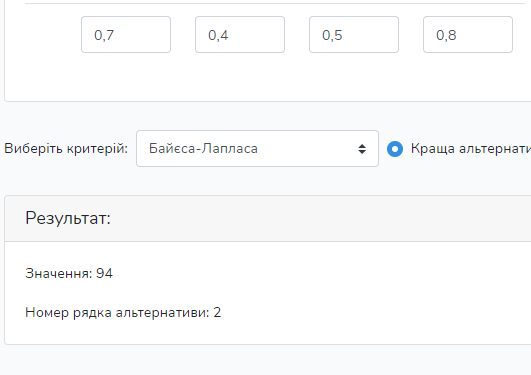 0,7 0,4 0,5 0,8
Виберіть критерій: Байєса-Лапласа Краща
Результат:
Значення: 94
Номер рядка альтернативи: 2